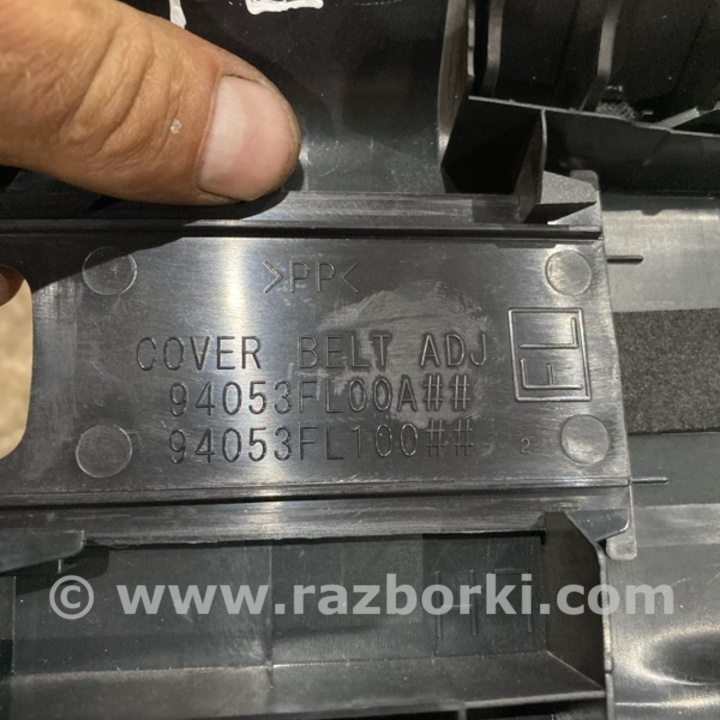 >PP<
COVER BELT ADJ
FL
94053FL00A##
94053FL100##
2
© www.razborki.com